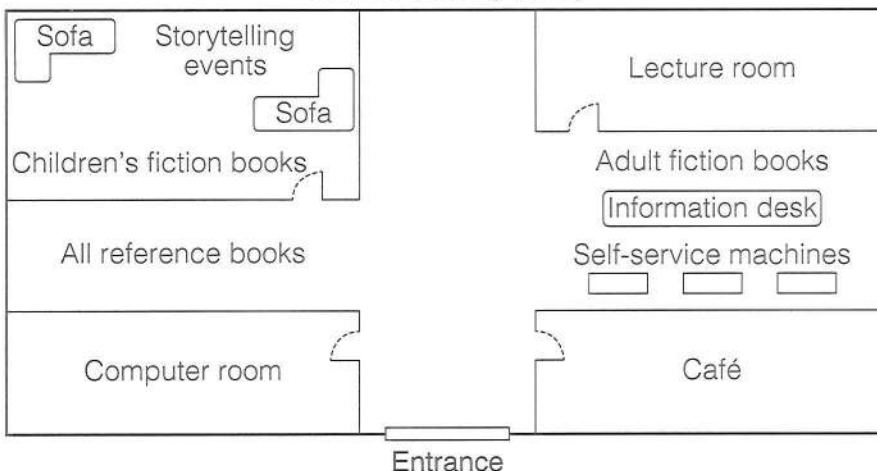 Sofa
Storytelling
events
Sofa
Children's fiction books
Lecture room
Adult fiction books
Information desk
All reference books
Self-service machines
Computer room
Café
Entrance